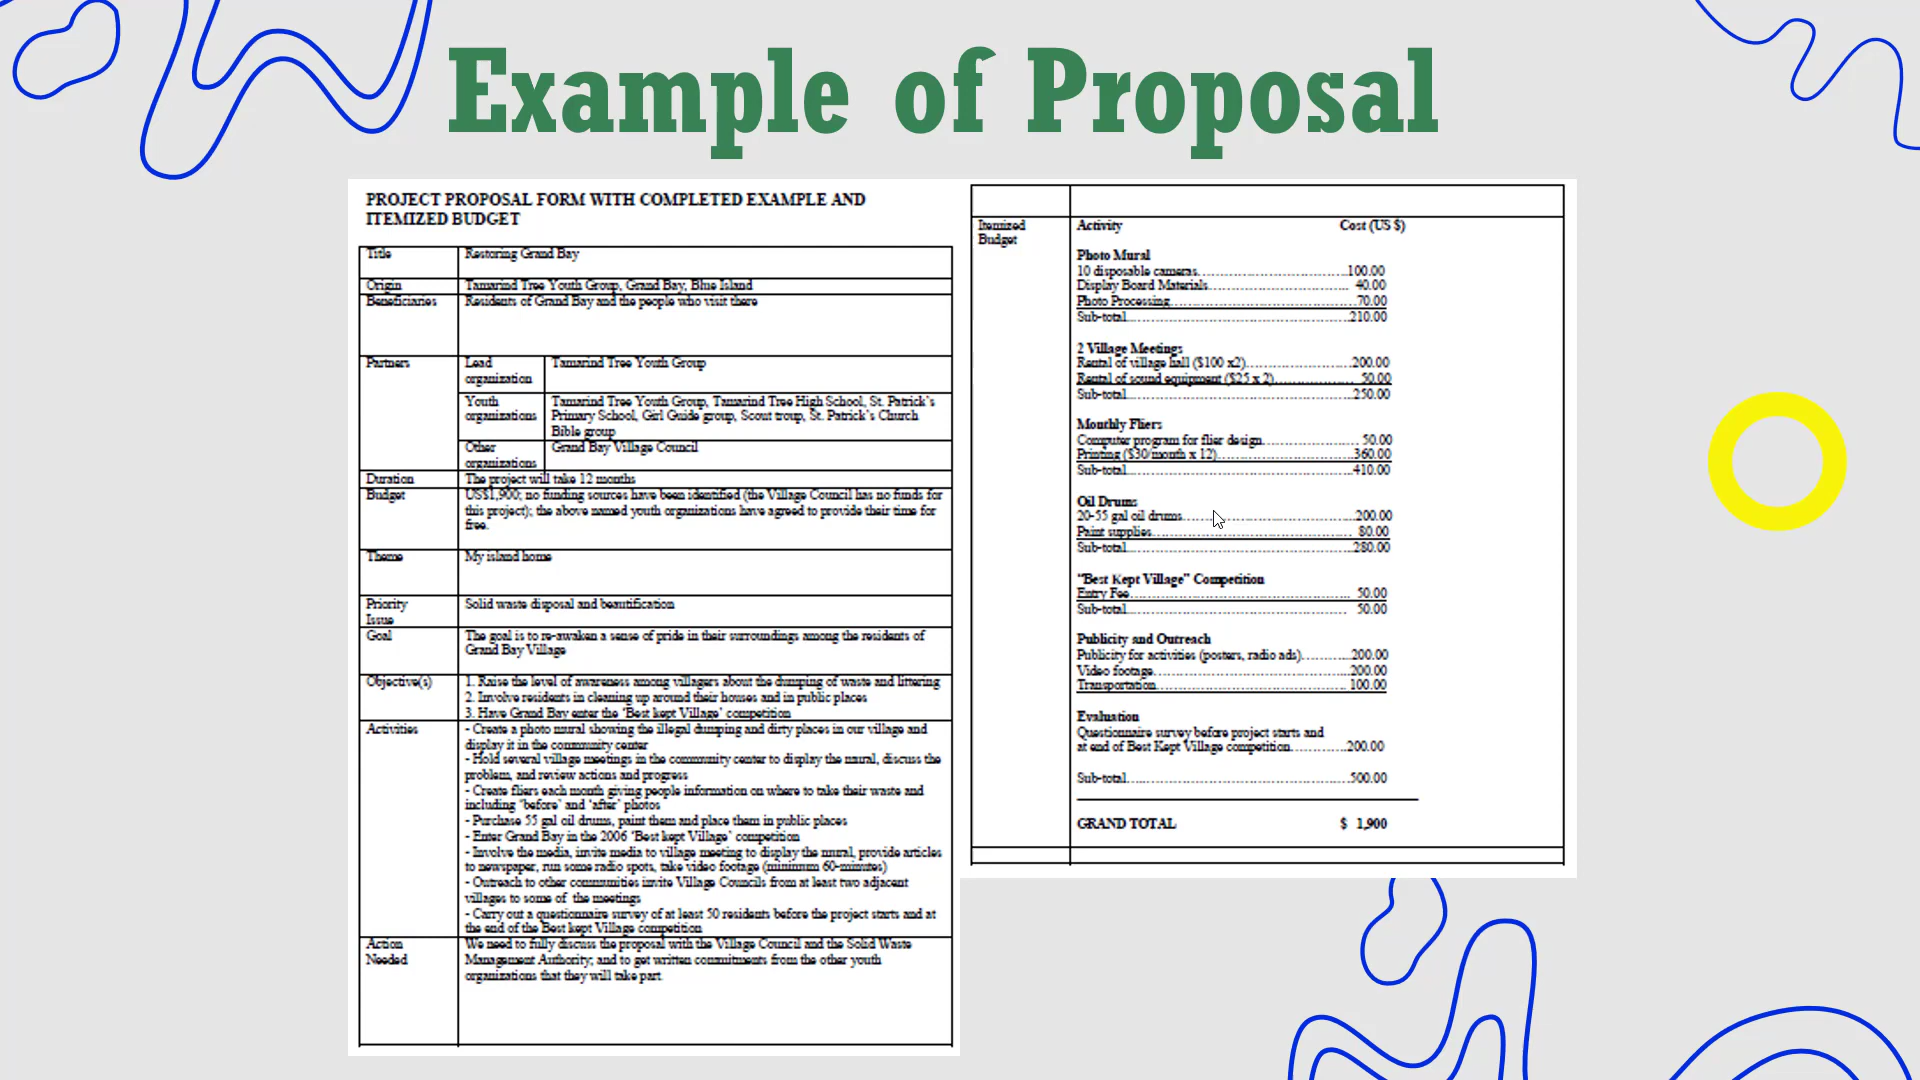 Example of Proposal
PROJECT PROPOSAL FORM WITH COMPLETED EXAMPLE AND
ITEMIZED BUDGET
Title
Restoring Grand Bay
Origin
Tamarind Tree Youth Group, Grand Bay, Blue Island
Beneficiaries
Residents of Grand Bay and the people who visit there
Partners
Lead
organization
Tamarind Tree Youth Group
Youth
organizations
Tamarind Tree Youth Group, Tamarind Tree High School, St. Patrick's
Primary School, Girl Guide group, Scout troup, St. Patrick's Church
Bible group
Other
organizations
Grand Bay Village Council
Duration
The project will take 12 months
Budget
US$1,900; no funding sources have been identified (the Village Council has no funds for
this project); the above named youth organizations have agreed to provide their time for
free.
Theme
My island home
Priority
Issue
Solid waste disposal and beautification
Goal
The goal is to re-awaken a sense of pride in their surroundings among the residents of
Grand Bay Village
Objective(s)
1. Raise the level of awareness among villagers about the dumping of waste and littering
2. Involve residents in cleaning up around their houses and in public places
3. Have Grand Bay enter the 'Best kept Village' competition
Activities
- Create a photo mural showing the illegal dumping and dirty places in our village and
display it in the community center
- Hold several village meetings in the community center to display the mural, discuss the
problem, and review actions and progress
- Create fliers each month giving people information on where to take their waste and
including 'before' and 'after' photos
- Purchase 55 gal oil drums, paint them and place them in public places
- Enter Grand Bay in the 2006 'Best kept Village' competition
- Involve the media, invite media to village meeting to display the mural, provide articles
to newspaper, run some radio spots, take video footage (minimum 60-minutes)
- Outreach to other communities invite Village Councils from at least two adjacent
villages to some of the meetings
- Carry out a questionnaire survey of at least 50 residents before the project starts and at
the end of the Best kept Village competition
Action
Needed
We need to fully discuss the proposal with the Village Council and the Solid Waste
Management Authority; and to get written commitments from the other youth
organizations that they will take part.
Itemized
Budget
Activity Cost (US $)
Photo Mural
10 disposable cameras 100.00
Display Board Materials 40.00
Photo Processing 70.00
Sub-total 210.00
2 Village Meetings
Rental of village hall ($100 x2) 200.00
Rental of sound equipment ($25 x 2) 50.00
Sub-total 250.00
Monthly Fliers
Computer program for flier design 50.00
Printing ($30/month x 12) 360.00
Sub-total 410.00
Oil Drums
20-55 gal oil drums 200.00
Paint supplies 80.00
Sub-total 280.00
"Best Kept Village" Competition
Entry Fee 50.00
Sub-total 50.00
Publicity and Outreach
Publicity for activities (posters, radio ads) 200.00
Video footage 200.00
Transportation 100.00
Evaluation
Questionnaire survey before project starts and
at end of Best Kept Village competition 200.00
Sub-total 500.00
GRAND TOTAL $ 1,900